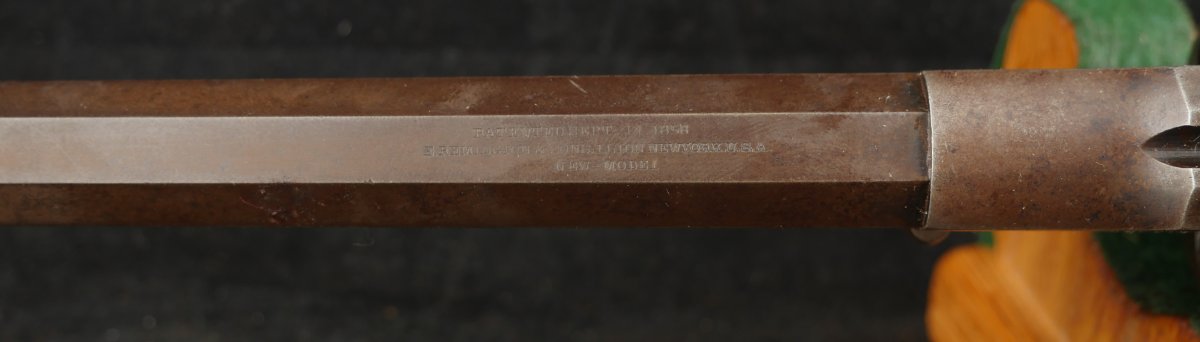 PATENTED SEPT. 14 1858
E. REMINGTON & SONS, ILION, NEW YORK, U.S.A
NEW-MODEL